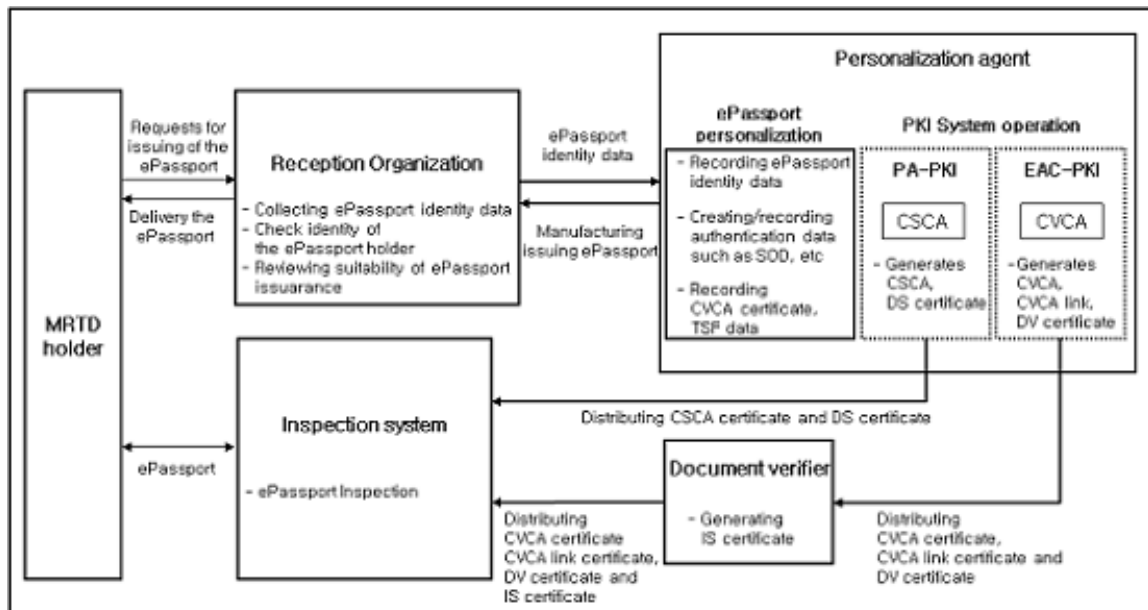 Personalization agent
MRTD
holder
Requests for
issuing of the
ePassport
Delivery the
ePassport
Reception Organization
- Collecting ePassport identity data
- Check identity of
the ePassport holder
- Reviewing suitability of ePassport
issuarance
ePassport
identity data
Manufacturing
issuing ePassport
ePassport
personalization
- Recording ePassport
identity data
- Creating/recording
authentication data
such as SOD, etc
- Recording
CVCA certificate,
TSF data
PKI System operation
PA-PKI
CSCA
- Generates
CSCA,
DS certificate
EAC-PKI
CVCA
- Generates
CVCA,
CVCA link,
DV certificate
Distributing CSCA certificate and DS certificate
Inspection system
- ePassport Inspection
ePassport
Document verifier
- Generating
IS certificate
Distributing
CVCA certificate
CVCA link certificate,
DV certificate and
IS certificate
Distributing
CVCA certificate,
CVCA link certificate and
DV certificate